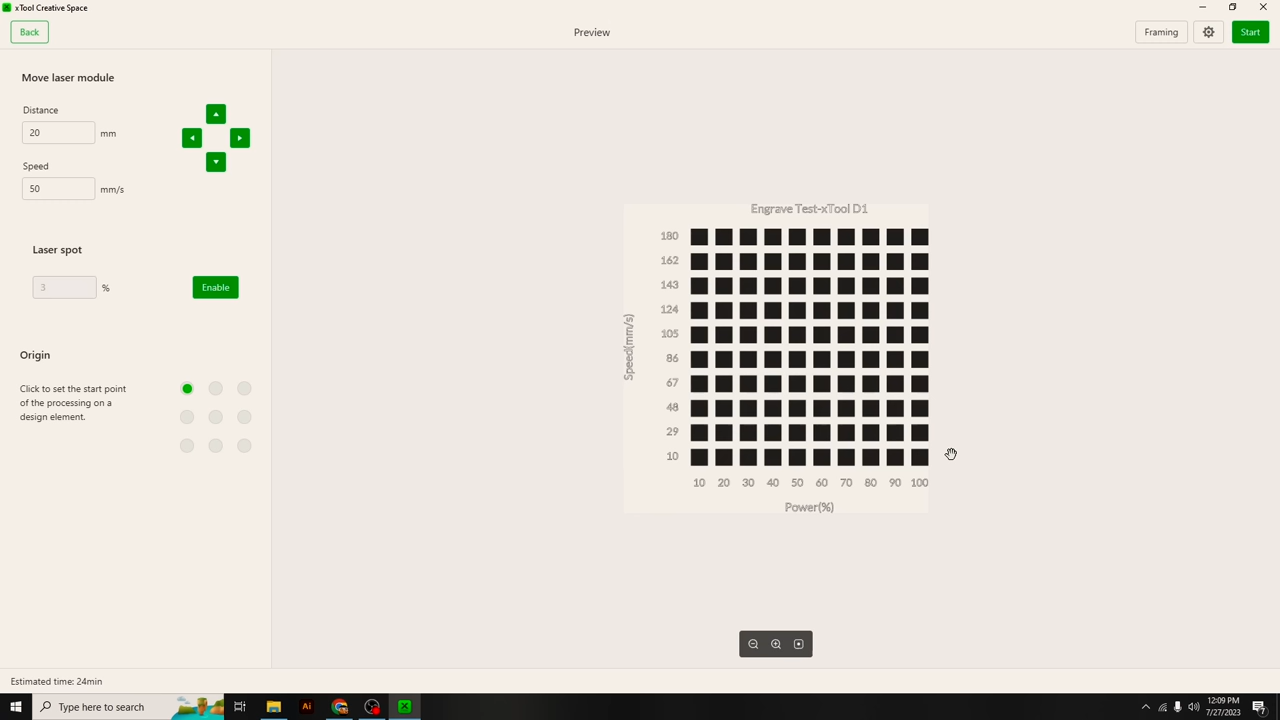 xTool Creative Space
Back
Preview
Framing
Start
Move laser module
Distance
20 mm
Speed
50 mm/s
Laser spot
3 %
Enable
Origin
Click to set the start point
of the processing on a
design element.
Engrave Test-xTool D1
Speed(mm/s)
180
162
143
124
105
86
67
48
29
10
10 20 30 40 50 60 70 80 90 100
Power(%)
Estimated time: 24min
Type here to search
Ai
12:09 PM
7/27/2023
7